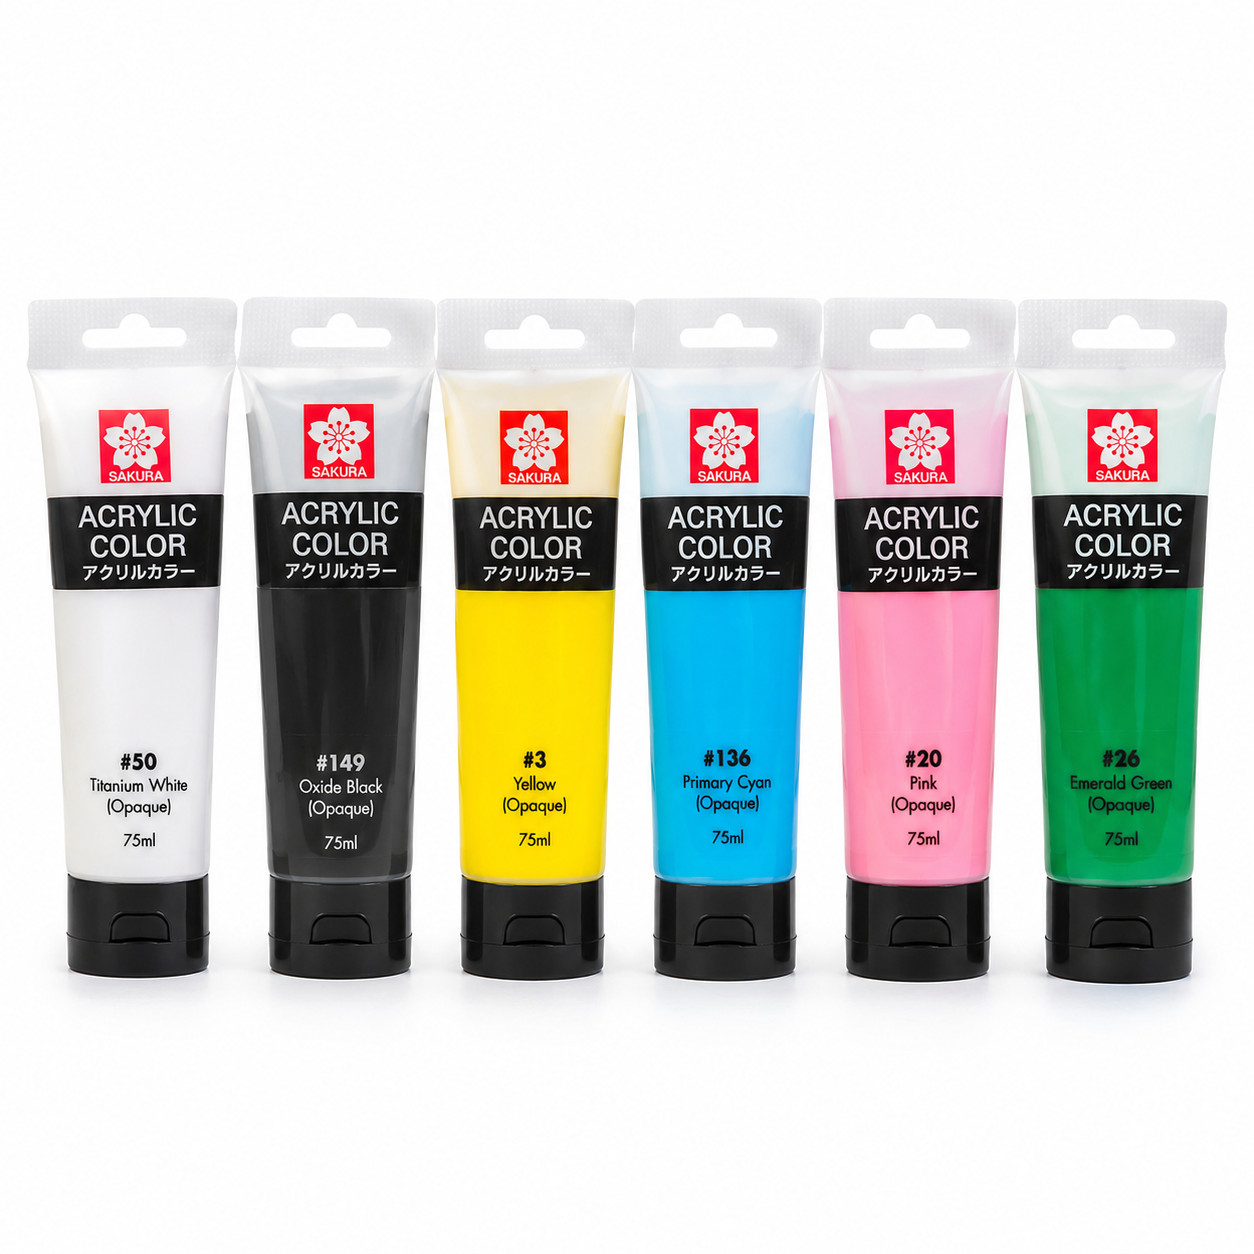 SAKURA
ACRYLIC
COLOR
アクリルカラー
#50
Titanium White
(Opaque)
75ml
SAKURA
ACRYLIC
COLOR
アクリルカラー
#149
Oxide Black
(Opaque)
75ml
SAKURA
ACRYLIC
COLOR
アクリルカラー
#3
Yellow
(Opaque)
75ml
SAKURA
ACRYLIC
COLOR
アクリルカラー
#136
Primary Cyan
(Opaque)
75ml
SAKURA
ACRYLIC
COLOR
アクリルカラー
#20
Pink
(Opaque)
75ml
SAKURA
ACRYLIC
COLOR
アクリルカラー
#26
Emerald Green
(Opaque)
75ml